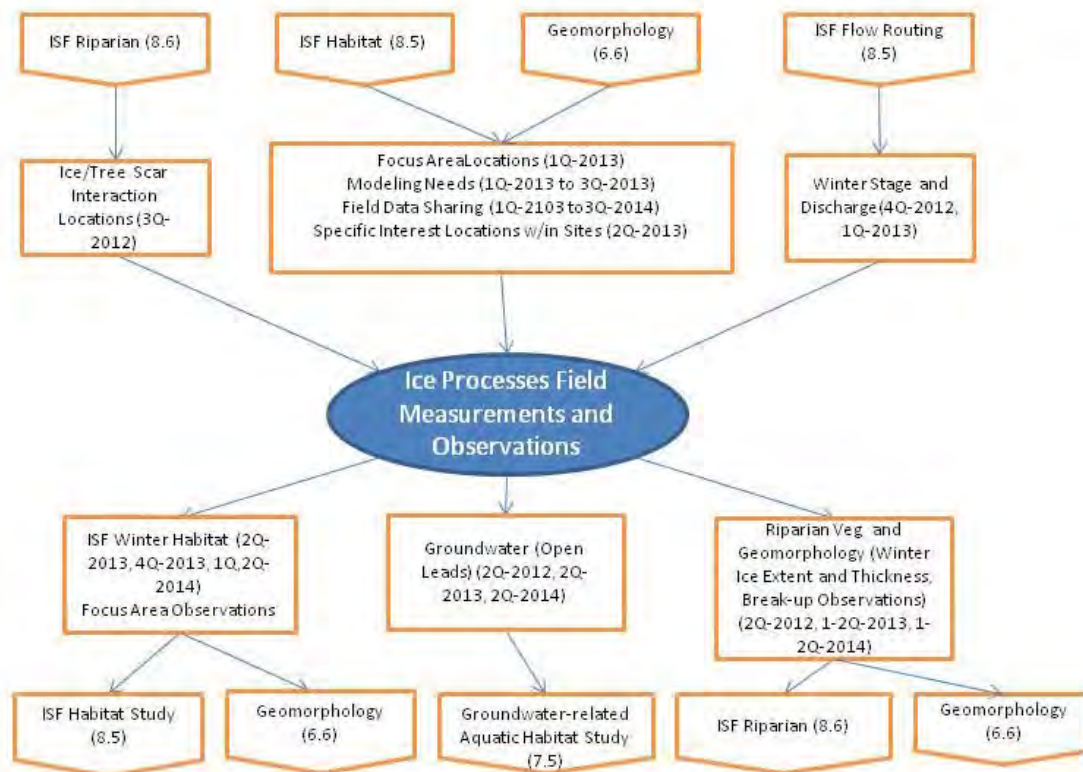 ISF Riparian (8.6)
ISF Habitat (8.5)
Geomorphology
(6.6)
ISF Flow Routing
(8.5)
Ice/Tree Scar
Interaction
Locations (3Q-
2012)
Focus AreaLocations (1Q-2013)
Modeling Needs (1Q-2013 to 3Q-2013)
Field Data Sharing (1Q-2103 to3Q-2014)
Specific Interest Locations w/in Sites (2Q-2013)
Winter Stage and
Discharge(4Q-2012,
1Q-2013)
Ice Processes Field
Measurements and
Observations
ISF Winter Habitat (2Q-
2013, 4Q-2013, 1Q,2Q-
2014)
Focus Area Observations
Groundwater (Open
Leads) (2Q-2012, 2Q-
2013, 2Q-2014)
Riparian Veg and
Geomorphology (Winter
Ice Extent and Thickness,
Break-up Observations)
(2Q-2012, 1-2Q-2013, 1-
2Q-2014)
ISF Habitat Study
(8.5)
Geomorphology
(6.6)
Groundwater-related
Aquatic Habitat Study
(7.5)
ISF Riparian (8.6)
Geomorphology
(6.6)